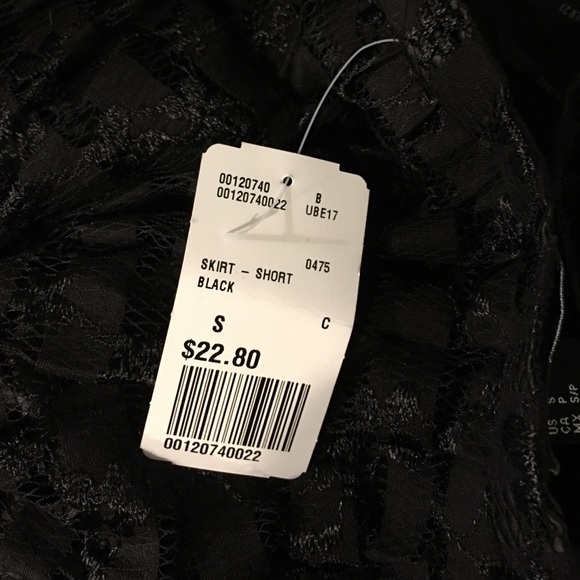 00120740 B
00120740022 UBE17
SKIRT – SHORT 0475
BLACK
S C
$22.80
00120740022
US S
CA P
MX S/P